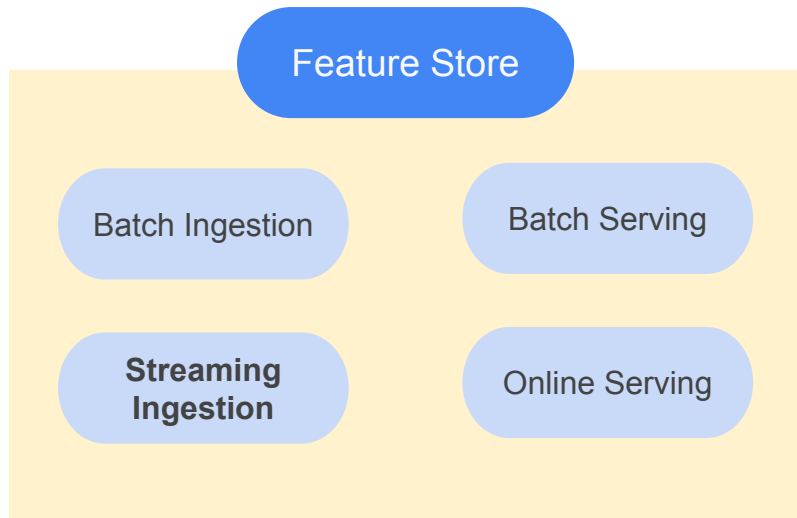 Feature Store
Batch Ingestion
Batch Serving
Streaming
Ingestion
Online Serving